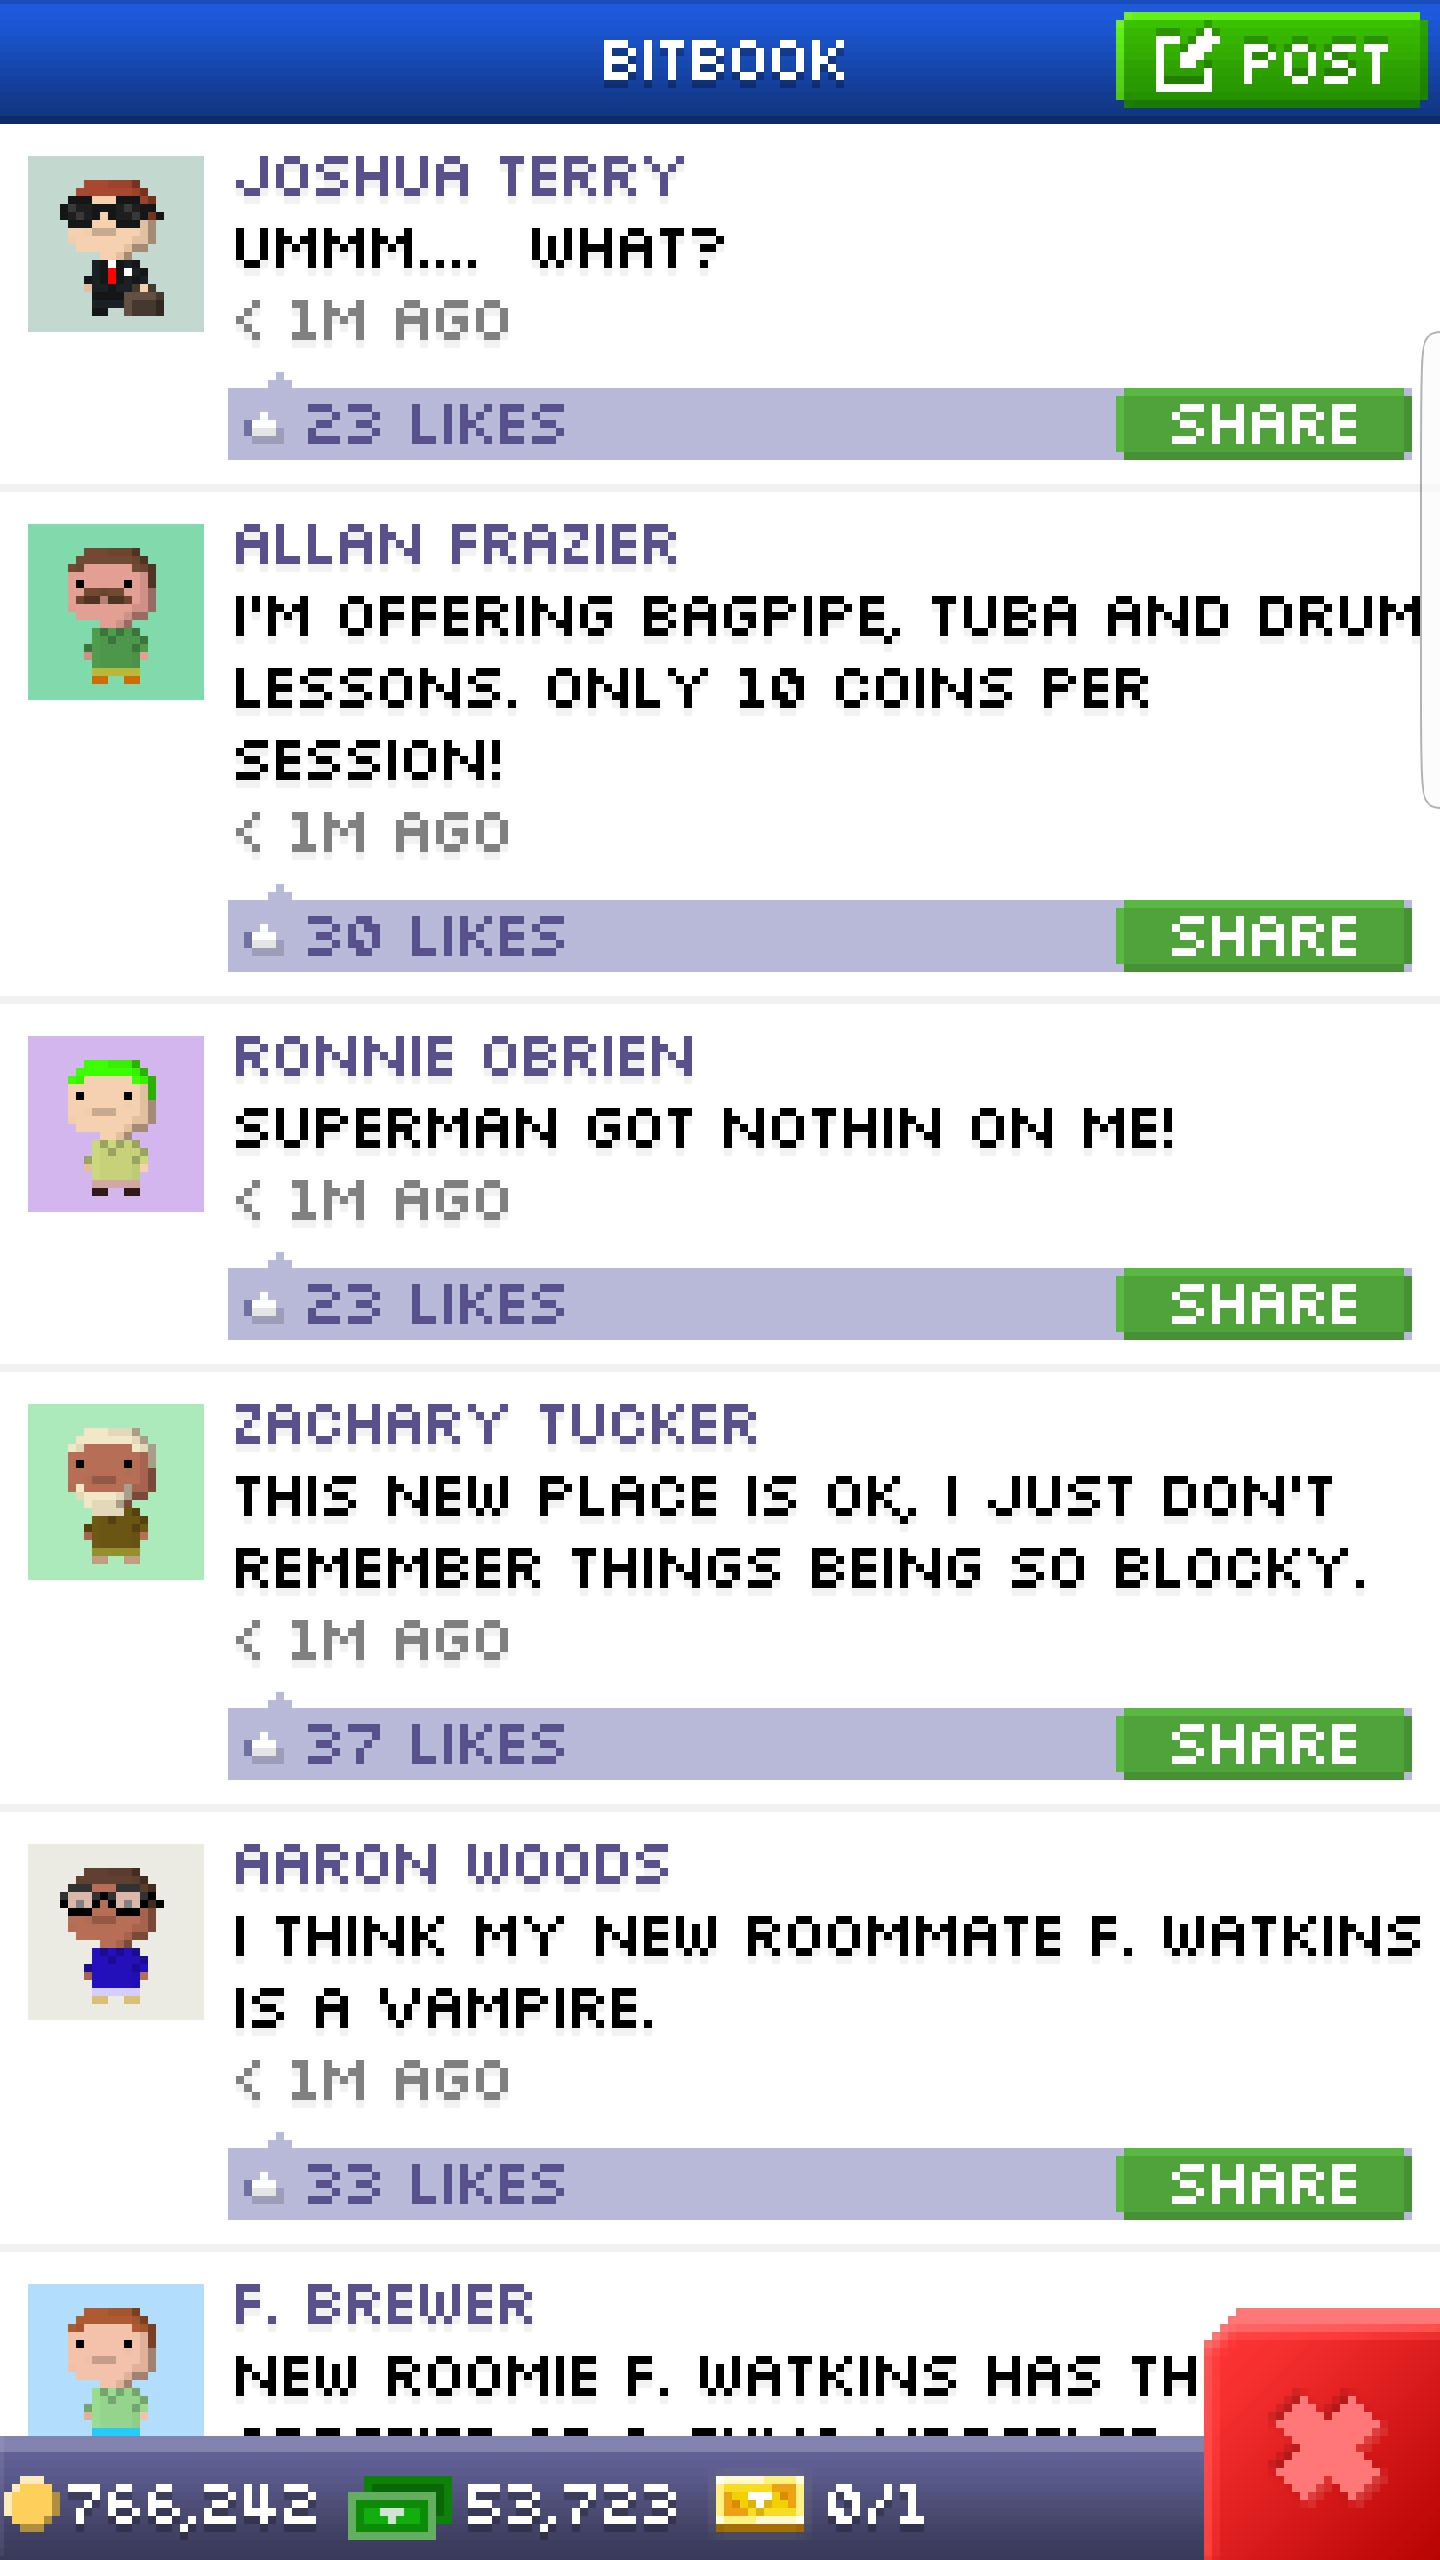 BITBOOK
POST
JOSHUA TERRY
UMMM.... WHAT?
< 1M AGO
23 LIKES
SHARE
ALLAN FRAZIER
I'M OFFERING BAGPIPE, TUBA AND DRUM
LESSONS. ONLY 10 COINS PER
SESSION!
< 1M AGO
30 LIKES
SHARE
RONNIE OBRIEN
SUPERMAN GOT NOTHIN ON ME!
< 1M AGO
23 LIKES
SHARE
ZACHARY TUCKER
THIS NEW PLACE IS OK, I JUST DON'T
REMEMBER THINGS BEING SO BLOCKY.
< 1M AGO
37 LIKES
SHARE
AARON WOODS
I THINK MY NEW ROOMMATE F. WATKINS
IS A VAMPIRE.
< 1M AGO
33 LIKES
SHARE
F. BREWER
NEW ROOMIE F. WATKINS HAS TH
766,242 53,723 0/1